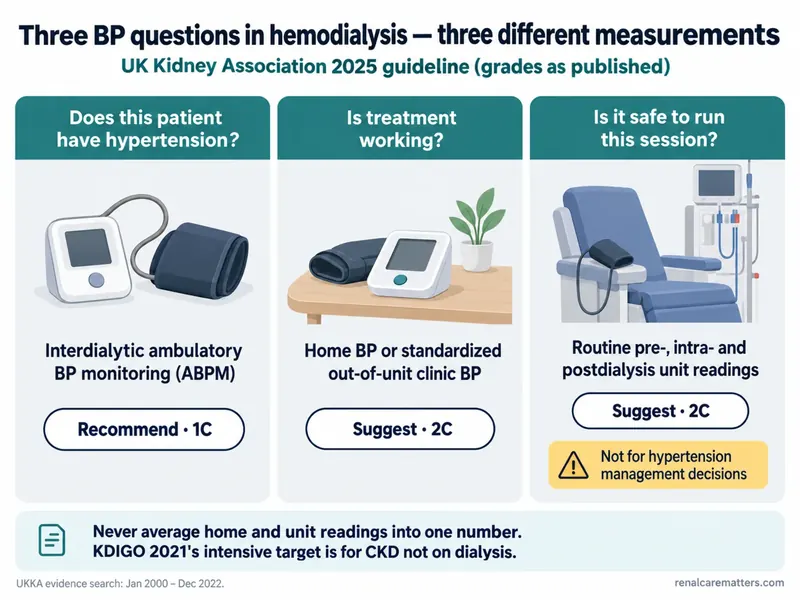 Three BP questions in hemodialysis — three different measurements
UK Kidney Association 2025 guideline (grades as published)
Does this patient
have hypertension?
Interdialytic ambulatory
BP monitoring (ABPM)
Recommend · 1C
Is treatment
working?
Home BP or standardized
out-of-unit clinic BP
Suggest · 2C
Is it safe to run
this session?
Routine pre-, intra- and
postdialysis unit readings
Suggest · 2C
Not for hypertension
management decisions
Never average home and unit readings into one number.
KDIGO 2021's intensive target is for CKD not on dialysis.
UKKA evidence search: Jan 2000 – Dec 2022.
renalcarematters.com